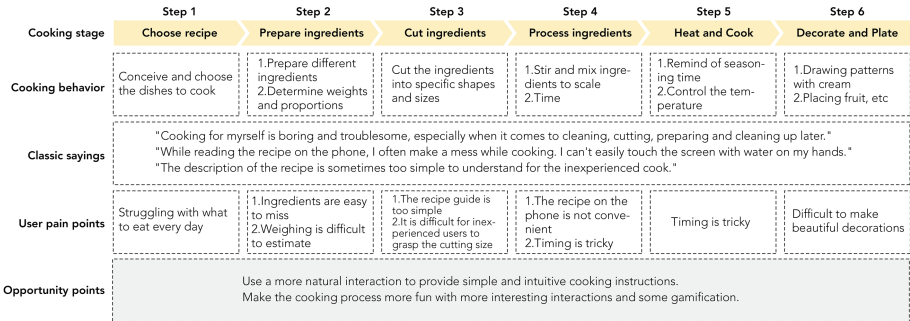 Step 1 Step 2 Step 3 Step 4 Step 5 Step 6
Cooking stage Choose recipe Prepare ingredients Cut ingredients Process ingredients Heat and Cook Decorate and Plate
Cooking behavior
Conceive and choose
the dishes to cook
1.Prepare different
ingredients
2.Determine weights
and proportions
Cut the ingredients
into specific shapes
and sizes
1.Stir and mix ingre-
dients to scale
2.Time
1.Remind of season-
ing time
2.Control the tem-
perature
1.Drawing patterns
with cream
2.Placing fruit, etc
Classic sayings
"Cooking for myrself is boring and troublesome, especially when it comes to cleaning, cutting, preparing and cleaning up later."
"While reading the recipe on the phone, I often make a mess while cooking. I can't easily touch the screen with water on my hands."
"The description of the recipe is sometimes too simple to understand for the inexperienced cook."
User pain points
Struggling with what
to eat every day
1.Ingredients are easy
to miss
2.Weighing is difficult
to estimate
1.The recipe guide is
too simple
2.It is difficult for inex-
perienced users to
grasp the cutting size
1.The recipe on the
phone is not conve-
nient
2.Timing is tricky
Timing is tricky
Difficult to make
beautiful decorations
Opportunity points
Use a more natural interaction to provide simple and intuitive cooking instructions.
Make the cooking process more fun with more interesting interactions and some gamification.